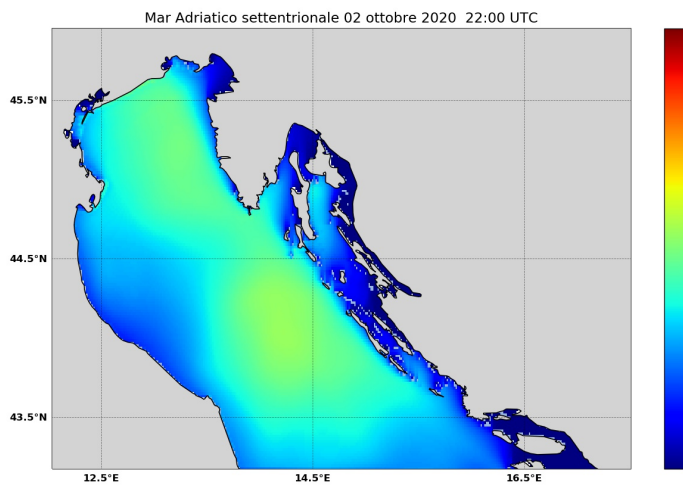 Mar Adriatico settentrionale 02 ottobre 2020  22:00 UTC
45.5°N
44.5°N
43.5°N
12.5°E 14.5°E 16.5°E